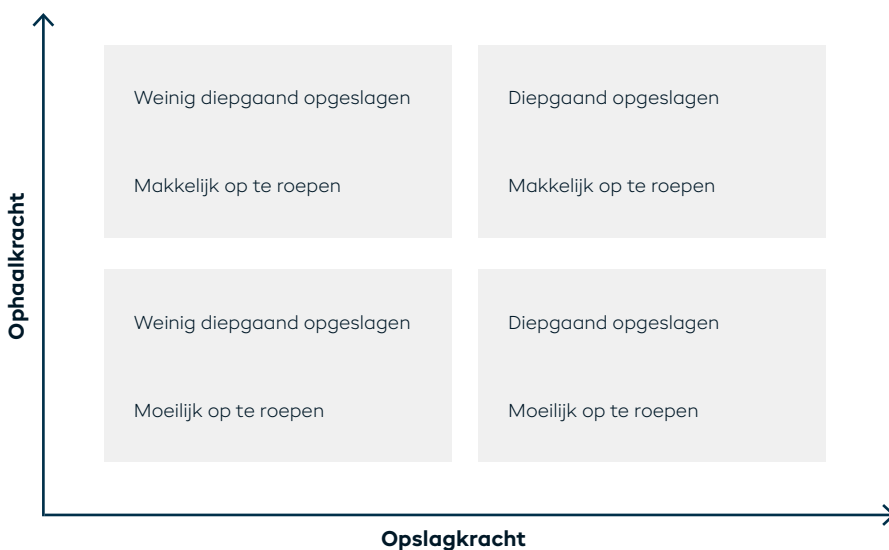 Ophaalkracht
Weinig diepgaand opgeslagen
Makkelijk op te roepen
Diepgaand opgeslagen
Makkelijk op te roepen
Weinig diepgaand opgeslagen
Moeilijk op te roepen
Diepgaand opgeslagen
Moeilijk op te roepen
Opslagkracht